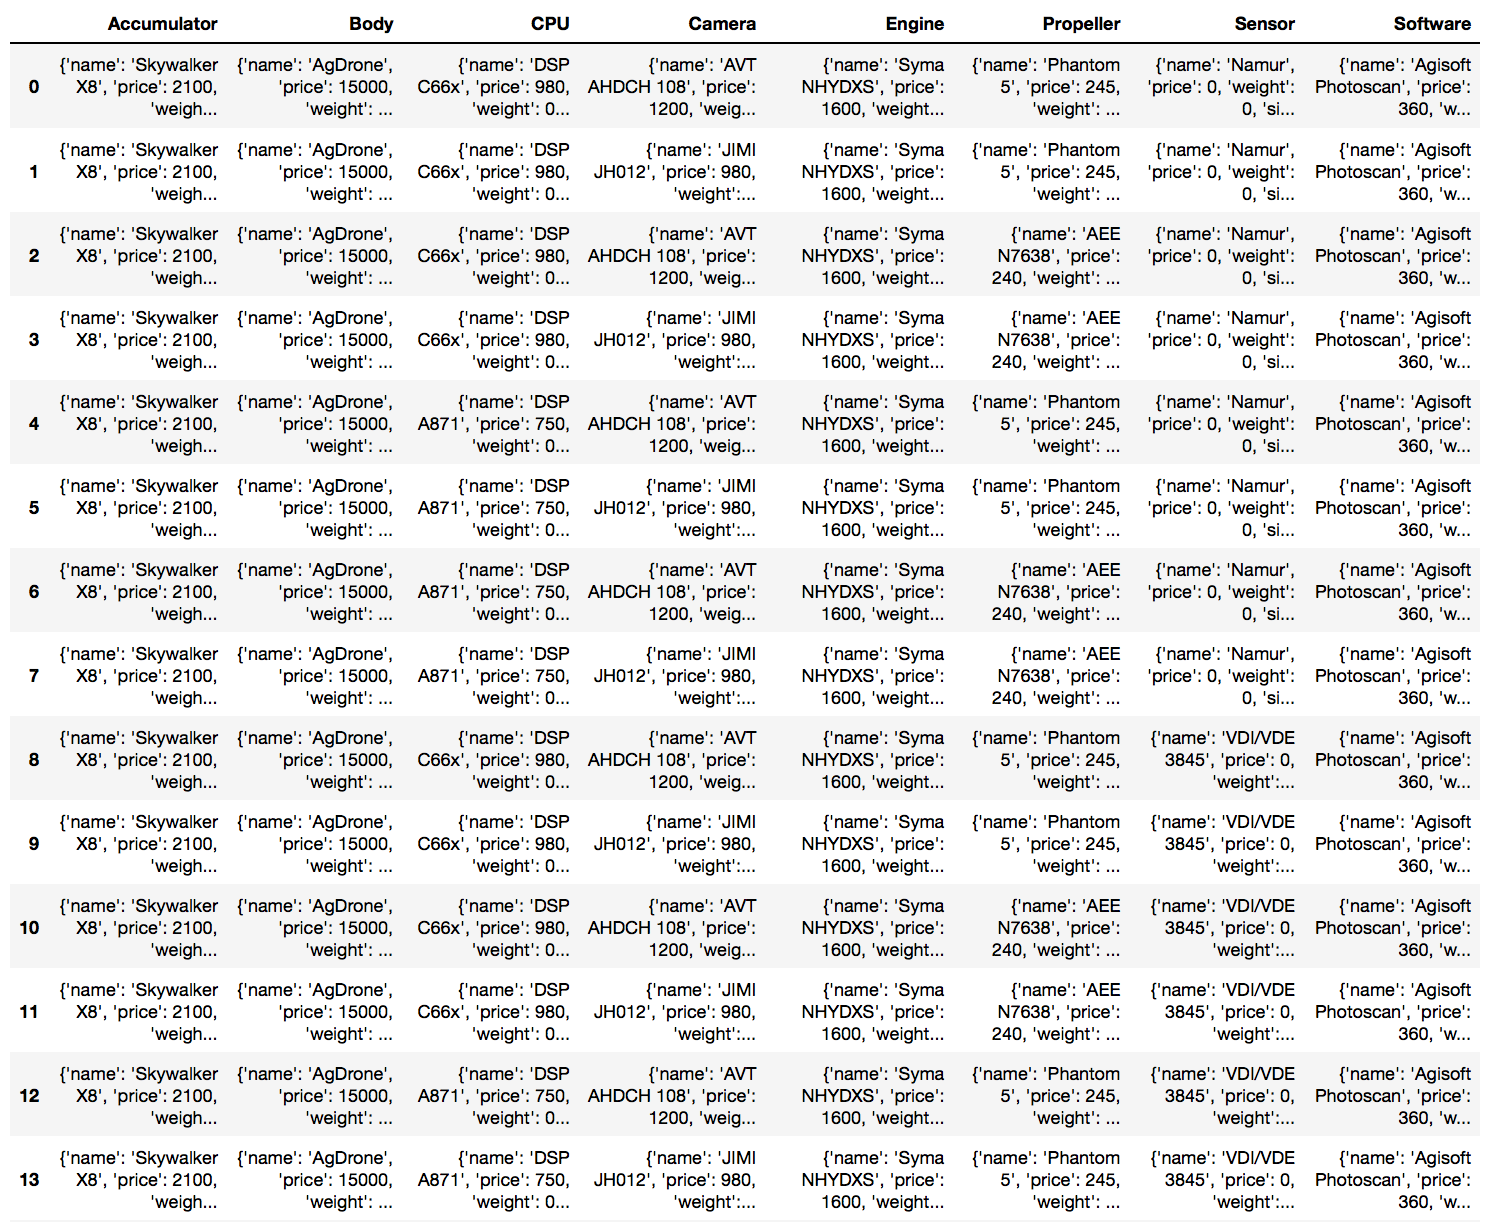 Accumulator Body CPU Camera Engine Propeller Sensor Software
{'name': 'Skywalker {'name': 'AgDrone', {'name': 'DSP {'name': 'AVT {'name': 'Syma {'name': 'Phantom {'name': 'Namur', {'name': 'Agisoft
0 X8', 'price': 2100, 'price': 15000, C66x', 'price': 980, AHDCH 108', 'price': NHYDXS', 'price': 5', 'price': 245, 'price': 0, 'weight': Photoscan', 'price':
'weigh... 'weight': ... 'weight': 0... 1200, 'weig... 1600, 'weight... 'weight': ... 0, 'si... 360, 'w...
{'name': 'Skywalker {'name': 'AgDrone', {'name': 'DSP {'name': 'JIMI {'name': 'Syma {'name': 'Phantom {'name': 'Namur', {'name': 'Agisoft
1 X8', 'price': 2100, 'price': 15000, C66x', 'price': 980, JH012', 'price': 980, NHYDXS', 'price': 5', 'price': 245, 'price': 0, 'weight': Photoscan', 'price':
'weigh... 'weight': ... 'weight': 0... 'weight':... 1600, 'weight... 'weight': ... 0, 'si... 360, 'w...
{'name': 'Skywalker {'name': 'AgDrone', {'name': 'DSP {'name': 'AVT {'name': 'Syma {'name': 'AEE {'name': 'Namur', {'name': 'Agisoft
2 X8', 'price': 2100, 'price': 15000, C66x', 'price': 980, AHDCH 108', 'price': NHYDXS', 'price': N7638', 'price': 'price': 0, 'weight': Photoscan', 'price':
'weigh... 'weight': ... 'weight': 0... 1200, 'weig... 1600, 'weight... 240, 'weight': ... 0, 'si... 360, 'w...
{'name': 'Skywalker {'name': 'AgDrone', {'name': 'DSP {'name': 'JIMI {'name': 'Syma {'name': 'AEE {'name': 'Namur', {'name': 'Agisoft
3 X8', 'price': 2100, 'price': 15000, C66x', 'price': 980, JH012', 'price': 980, NHYDXS', 'price': N7638', 'price': 'price': 0, 'weight': Photoscan', 'price':
'weigh... 'weight': ... 'weight': 0... 'weight':... 1600, 'weight... 240, 'weight': ... 0, 'si... 360, 'w...
{'name': 'Skywalker {'name': 'AgDrone', {'name': 'DSP {'name': 'AVT {'name': 'Syma {'name': 'Phantom {'name': 'Namur', {'name': 'Agisoft
4 X8', 'price': 2100, 'price': 15000, A871', 'price': 750, AHDCH 108', 'price': NHYDXS', 'price': 5', 'price': 245, 'price': 0, 'weight': Photoscan', 'price':
'weigh... 'weight': ... 'weight': 0... 1200, 'weig... 1600, 'weight... 'weight': ... 0, 'si... 360, 'w...
{'name': 'Skywalker {'name': 'AgDrone', {'name': 'DSP {'name': 'JIMI {'name': 'Syma {'name': 'Phantom {'name': 'Namur', {'name': 'Agisoft
5 X8', 'price': 2100, 'price': 15000, A871', 'price': 750, JH012', 'price': 980, NHYDXS', 'price': 5', 'price': 245, 'price': 0, 'weight': Photoscan', 'price':
'weigh... 'weight': ... 'weight': 0... 'weight':... 1600, 'weight... 'weight': ... 0, 'si... 360, 'w...
{'name': 'Skywalker {'name': 'AgDrone', {'name': 'DSP {'name': 'AVT {'name': 'Syma {'name': 'AEE {'name': 'Namur', {'name': 'Agisoft
6 X8', 'price': 2100, 'price': 15000, A871', 'price': 750, AHDCH 108', 'price': NHYDXS', 'price': N7638', 'price': 'price': 0, 'weight': Photoscan', 'price':
'weigh... 'weight': ... 'weight': 0... 1200, 'weig... 1600, 'weight... 240, 'weight': ... 0, 'si... 360, 'w...
{'name': 'Skywalker {'name': 'AgDrone', {'name': 'DSP {'name': 'JIMI {'name': 'Syma {'name': 'AEE {'name': 'Namur', {'name': 'Agisoft
7 X8', 'price': 2100, 'price': 15000, A871', 'price': 750, JH012', 'price': 980, NHYDXS', 'price': N7638', 'price': 'price': 0, 'weight': Photoscan', 'price':
'weigh... 'weight': ... 'weight': 0... 'weight':... 1600, 'weight... 240, 'weight': ... 0, 'si... 360, 'w...
{'name': 'Skywalker {'name': 'AgDrone', {'name': 'DSP {'name': 'AVT {'name': 'Syma {'name': 'Phantom {'name': 'VDI/VDE {'name': 'Agisoft
8 X8', 'price': 2100, 'price': 15000, C66x', 'price': 980, AHDCH 108', 'price': NHYDXS', 'price': 5', 'price': 245, 3845', 'price': 0, Photoscan', 'price':
'weigh... 'weight': ... 'weight': 0... 1200, 'weig... 1600, 'weight... 'weight': ... 'weight':... 360, 'w...
{'name': 'Skywalker {'name': 'AgDrone', {'name': 'DSP {'name': 'JIMI {'name': 'Syma {'name': 'Phantom {'name': 'VDI/VDE {'name': 'Agisoft
9 X8', 'price': 2100, 'price': 15000, C66x', 'price': 980, JH012', 'price': 980, NHYDXS', 'price': 5', 'price': 245, 3845', 'price': 0, Photoscan', 'price':
'weigh... 'weight': ... 'weight': 0... 'weight':... 1600, 'weight... 'weight': ... 'weight':... 360, 'w...
{'name': 'Skywalker {'name': 'AgDrone', {'name': 'DSP {'name': 'AVT {'name': 'Syma {'name': 'AEE {'name': 'VDI/VDE {'name': 'Agisoft
10 X8', 'price': 2100, 'price': 15000, C66x', 'price': 980, AHDCH 108', 'price': NHYDXS', 'price': N7638', 'price': 3845', 'price': 0, Photoscan', 'price':
'weigh... 'weight': ... 'weight': 0... 1200, 'weig... 1600, 'weight... 240, 'weight': ... 'weight':... 360, 'w...
{'name': 'Skywalker {'name': 'AgDrone', {'name': 'DSP {'name': 'JIMI {'name': 'Syma {'name': 'AEE {'name': 'VDI/VDE {'name': 'Agisoft
11 X8', 'price': 2100, 'price': 15000, C66x', 'price': 980, JH012', 'price': 980, NHYDXS', 'price': N7638', 'price': 3845', 'price': 0, Photoscan', 'price':
'weigh... 'weight': ... 'weight': 0... 'weight':... 1600, 'weight... 240, 'weight': ... 'weight':... 360, 'w...
{'name': 'Skywalker {'name': 'AgDrone', {'name': 'DSP {'name': 'AVT {'name': 'Syma {'name': 'Phantom {'name': 'VDI/VDE {'name': 'Agisoft
12 X8', 'price': 2100, 'price': 15000, A871', 'price': 750, AHDCH 108', 'price': NHYDXS', 'price': 5', 'price': 245, 3845', 'price': 0, Photoscan', 'price':
'weigh... 'weight': ... 'weight': 0... 1200, 'weig... 1600, 'weight... 'weight': ... 'weight':... 360, 'w...
{'name': 'Skywalker {'name': 'AgDrone', {'name': 'DSP {'name': 'JIMI {'name': 'Syma {'name': 'Phantom {'name': 'VDI/VDE {'name': 'Agisoft
13 X8', 'price': 2100, 'price': 15000, A871', 'price': 750, JH012', 'price': 980, NHYDXS', 'price': 5', 'price': 245, 3845', 'price': 0, Photoscan', 'price':
'weigh... 'weight': ... 'weight': 0... 'weight':... 1600, 'weight... 'weight': ... 'weight':... 360, 'w...